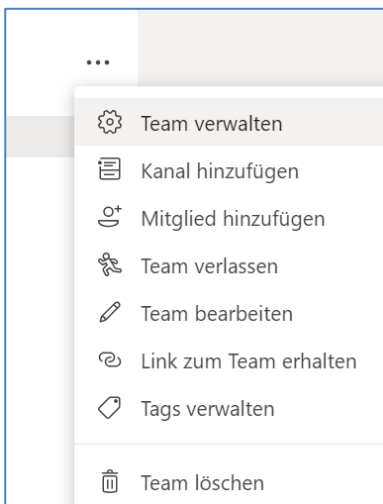 ...
Team verwalten
Kanal hinzufügen
Mitglied hinzufügen
Team verlassen
Team bearbeiten
Link zum Team erhalten
Tags verwalten
Team löschen